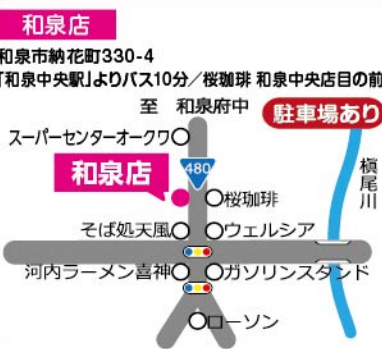 和泉店
和泉市納花町330-4
「和泉中央駅」よりバス10分／桜珈琲 和泉中央店目の前
至 和泉府中
駐車場あり
スーパーセンターオークワ
480
和泉店
桜珈琲
槇尾川
そば処天風
ウェルシア
河内ラーメン喜神
ガソリンスタンド
ローソン